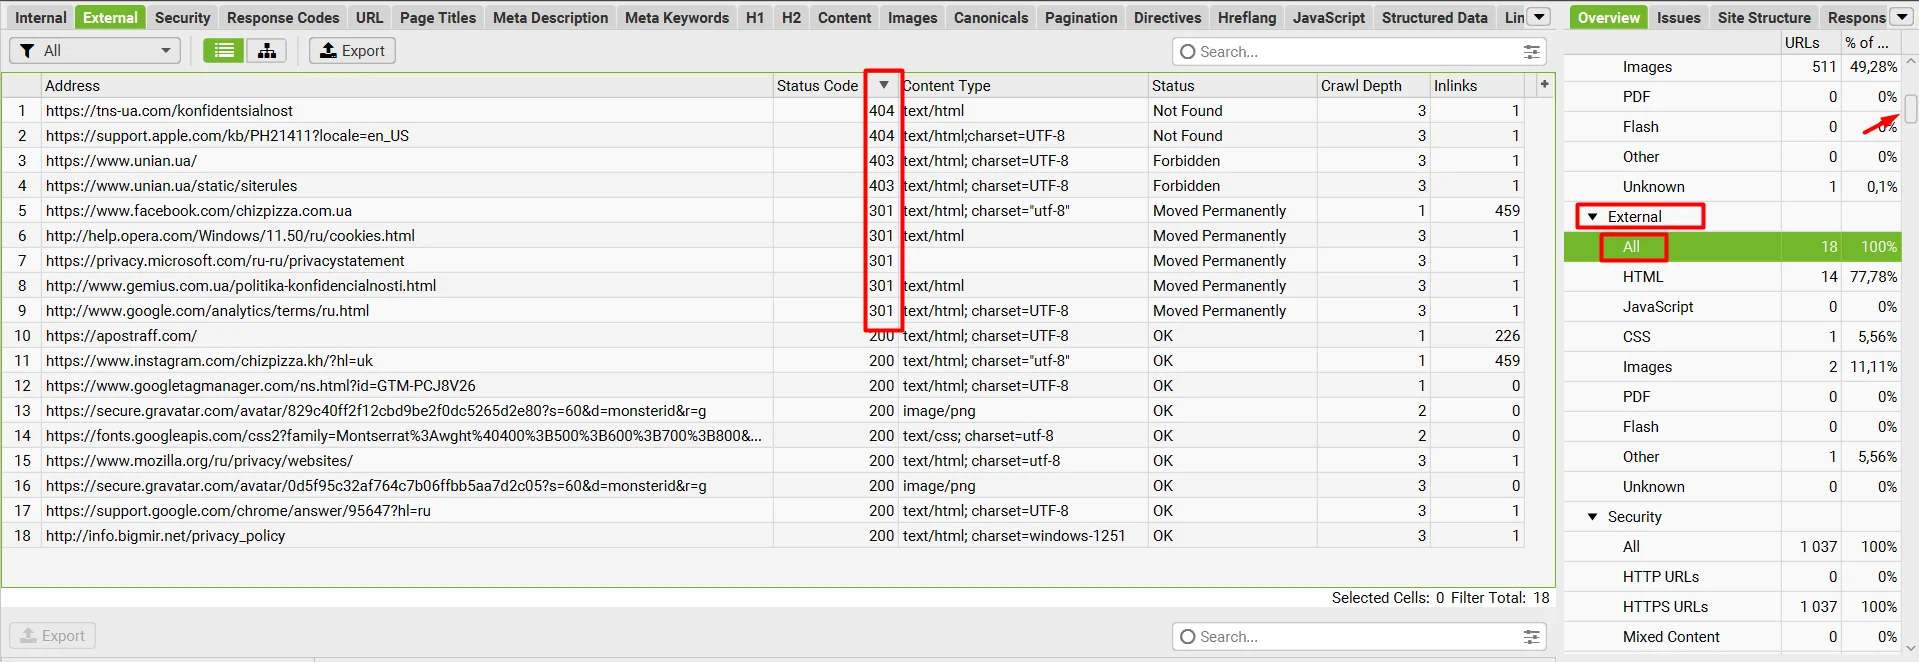 Internal External Security Response Codes URL Page Titles Meta Description Meta Keywords H1 H2 Content Images Canonicals Pagination Directives Hreflang JavaScript Structured Data Lin
All Export Search...
Address Status Code Content Type Status Crawl Depth Inlinks +
1 https://tns-ua.com/konfidentsialnost 404 text/html Not Found 3 1
2 https://support.apple.com/kb/PH21411?locale=en_US 404 text/html;charset=UTF-8 Not Found 3 1
3 https://www.unian.ua/ 403 text/html; charset=UTF-8 Forbidden 3 1
4 https://www.unian.ua/static/siterules 403 text/html; charset=UTF-8 Forbidden 3 1
5 https://www.facebook.com/chizpizza.com.ua 301 text/html; charset="utf-8" Moved Permanently 1 459
6 http://help.opera.com/Windows/11.50/ru/cookies.html 301 text/html Moved Permanently 3 1
7 https://privacy.microsoft.com/ru-ru/privacystatement 301 Moved Permanently 3 1
8 http://www.gemius.com.ua/politika-konfidencialnosti.html 301 text/html Moved Permanently 3 1
9 http://www.google.com/analytics/terms/ru.html 301 text/html; charset=UTF-8 Moved Permanently 3 1
10 https://apostraff.com/ 200 text/html; charset=UTF-8 OK 1 226
11 https://www.instagram.com/chizpizza.kh/?hl=uk 200 text/html; charset="utf-8" OK 1 459
12 https://www.googletagmanager.com/ns.html?id=GTM-PCJ8V26 200 text/html; charset=UTF-8 OK 1 0
13 https://secure.gravatar.com/avatar/829c40ff2f12cbd9be2f0dc5265d2e80?s=60&d=monsterid&r=g 200 image/png OK 2 0
14 https://fonts.googleapis.com/css2?family=Montserrat%3Awght%40400%3B500%3B600%3B700%3B800&... 200 text/css; charset=utf-8 OK 2 0
15 https://www.mozilla.org/ru/privacy/websites/ 200 text/html; charset=utf-8 OK 3 1
16 https://secure.gravatar.com/avatar/0d5f95c32af764c7b06ffbb5aa7d2c05?s=60&d=monsterid&r=g 200 image/png OK 3 0
17 https://support.google.com/chrome/answer/95647?hl=ru 200 text/html; charset=UTF-8 OK 3 1
18 http://info.bigmir.net/privacy_policy 200 text/html; charset=windows-1251 OK 3 1
Selected Cells: 0 Filter Total: 18
Export Search...
Overview Issues Site Structure Respons
URLs % of ...
Images 511 49,28%
PDF 0 0%
Flash 0 0%
Other 0 0%
Unknown 1 0,1%
External
All 18 100%
HTML 14 77,78%
JavaScript 0 0%
CSS 1 5,56%
Images 2 11,11%
PDF 0 0%
Flash 0 0%
Other 1 5,56%
Unknown 0 0%
Security
All 1 037 100%
HTTP URLs 0 0%
HTTPS URLs 1 037 100%
Mixed Content 0 0%